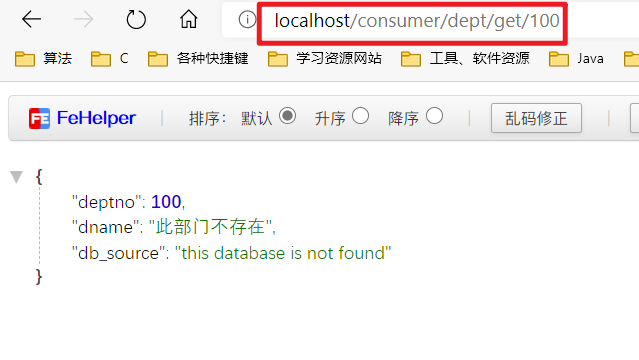 localhost/consumer/dept/get/100
算法 C 各种快捷键 学习资源网站 工具、软件资源 Java
FeHelper 排序： 默认 升序 降序 乱码修正
{
"deptno": 100,
"dname": "此部门不存在",
"db_source": "this database is not found"
}